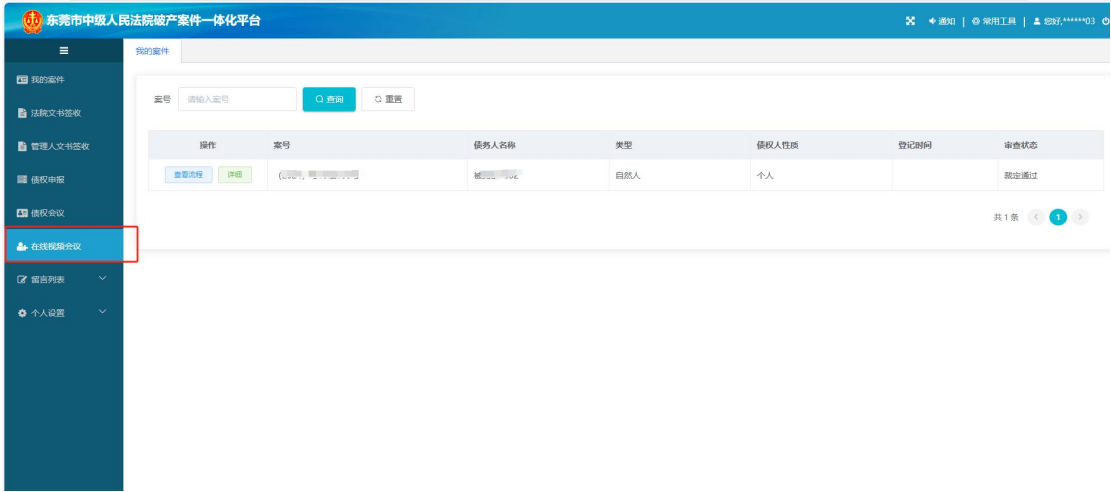 东莞市中级人民法院破产案件一体化平台
通知 | 常用工具 | 您好,******03
我的案件
我的案件
法院文书签收
管理人文书签收
债权申报
债权会议
在线视频会议
留言列表
个人设置
案号 请输入案号 查询 重置
操作 案号 债务人名称 类型 债权人性质 登记时间 审查状态
查看流程 详细 自然人 个人 裁定通过
共1条 1